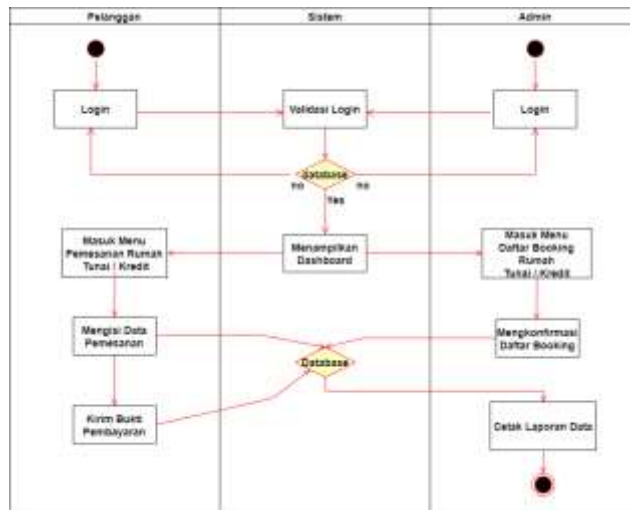 Pelanggan
Sistem
Admin
Login
Validasi Login
Login
Database
no
no
Yes
Masuk Menu
Pemesanan Rumah
Tunai / Kredit
Menampilkan
Dashboard
Masuk Menu
Daftar Booking
Rumah
Tunai / Kredit
Mengisi Data
Pemesanan
Mengkonfirmasi
Daftar Booking
Database
Kirim Bukti
Pembayaran
Cetak Laporan Data